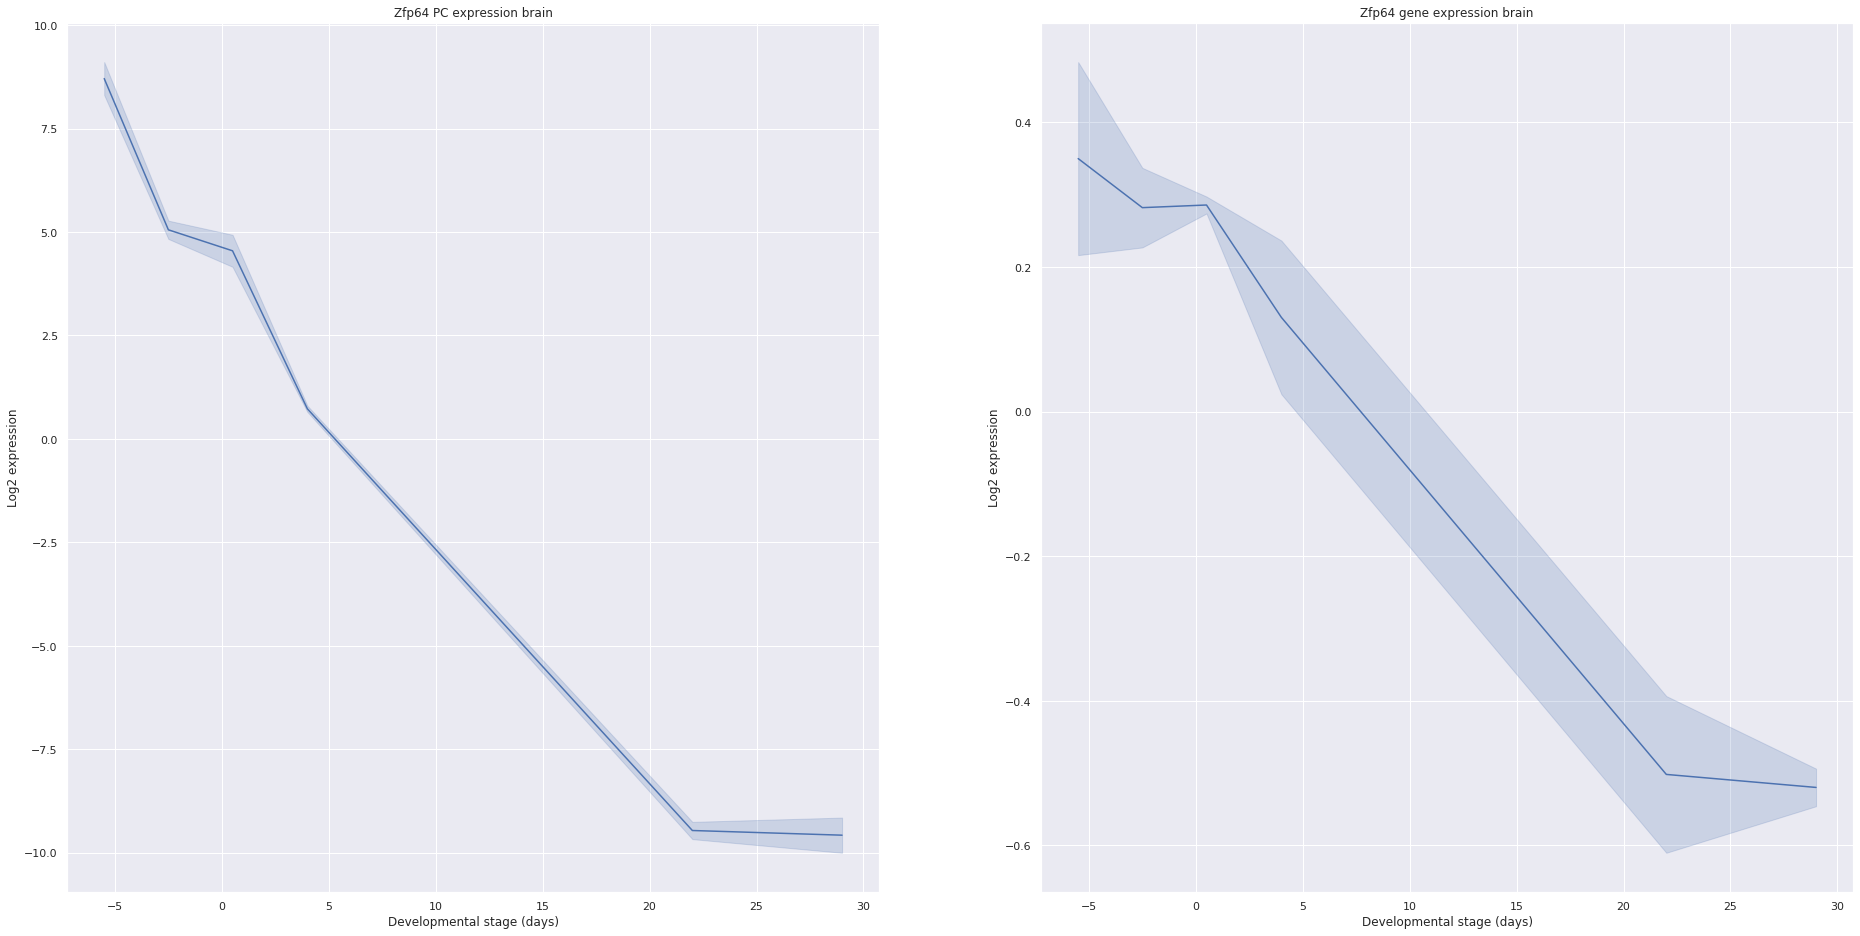 Zfp64 PC expression brain
10.0
7.5
5.0
2.5
0.0
−2.5
−5.0
−7.5
−10.0
Log2 expression
−5 0 5 10 15 20 25 30
Developmental stage (days)
Zfp64 gene expression brain
0.4
0.2
0.0
−0.2
−0.4
−0.6
Log2 expression
−5 0 5 10 15 20 25 30
Developmental stage (days)